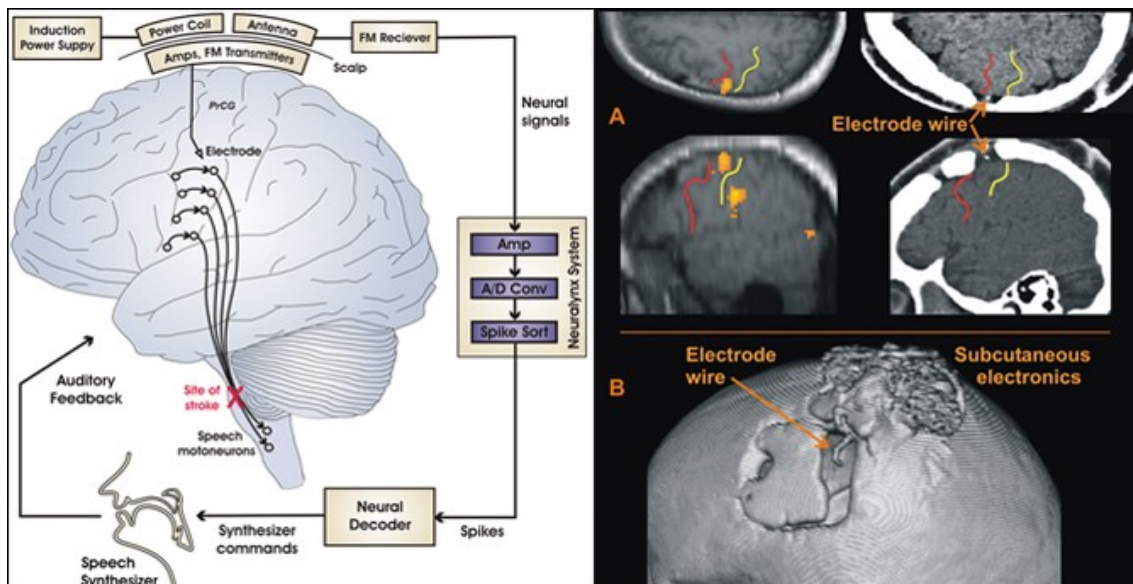 Induction
Power Suppy
Power Coil
Antenna
FM Reciever
Amps, FM Transmitters
Scalp
PrCG
Electrode
Neural
signals
Amp
A/D Conv
Spike Sort
Neuralynx System
Auditory
Feedback
Site of
stroke
Speech
motoneurons
Neural
Decoder
Spikes
Synthesizer
commands
Speech
Synthesizer
A
Electrode wire
B
Electrode
wire
Subcutaneous
electronics